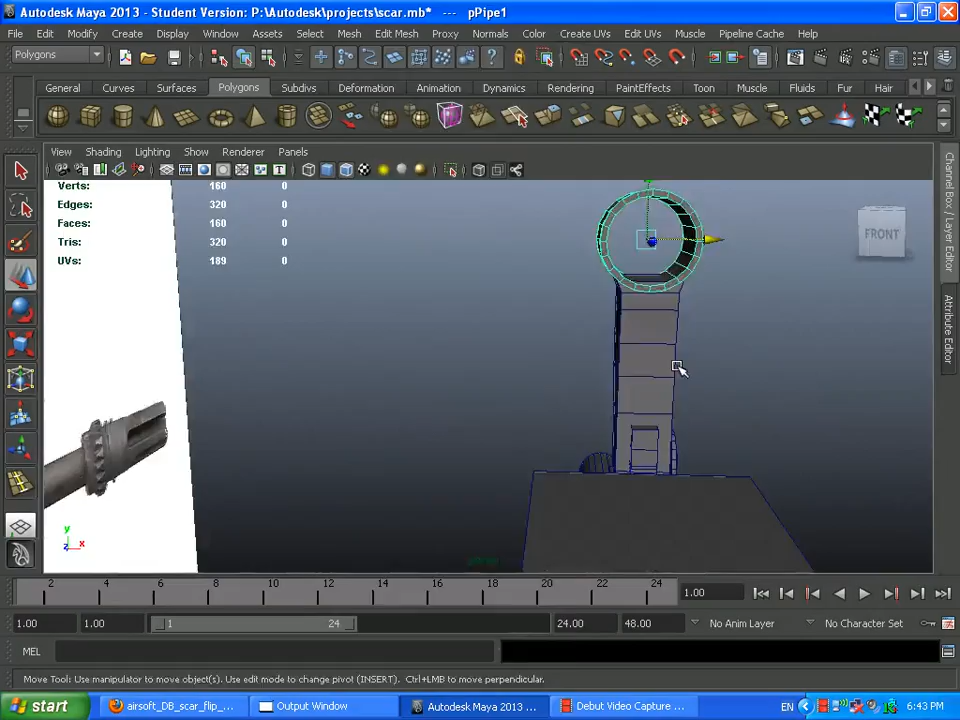 Autodesk Maya 2013 - Student Version: P:\Autodesk\projects\scar.mb* --- pPipe1
File Edit Modify Create Display Window Assets Select Mesh Edit Mesh Proxy Normals Color Create UVs Edit UVs Muscle Pipeline Cache Help
Polygons
General Curves Surfaces Polygons Subdivs Deformation Animation Dynamics Rendering PaintEffects Toon Muscle Fluids Fur Hair
View Shading Lighting Show Renderer Panels
Verts: 160 0
Edges: 320 0
Faces: 160 0
Tris: 320 0
UVs: 189 0
FRONT
Channel Box / Layer Editor
Attribute Editor
y
z x
2 4 6 8 10 12 14 16 18 20 22 24
1.00
1.00 1.00 1 24 24.00 48.00 No Anim Layer No Character Set
MEL
Move Tool: Use manipulator to move object(s). Use edit mode to change pivot (INSERT). Ctrl+LMB to move perpendicular.
start airsoft_DB_scar_flip_... Output Window Autodesk Maya 2013 ... Debut Video Capture ... EN 6:43 PM